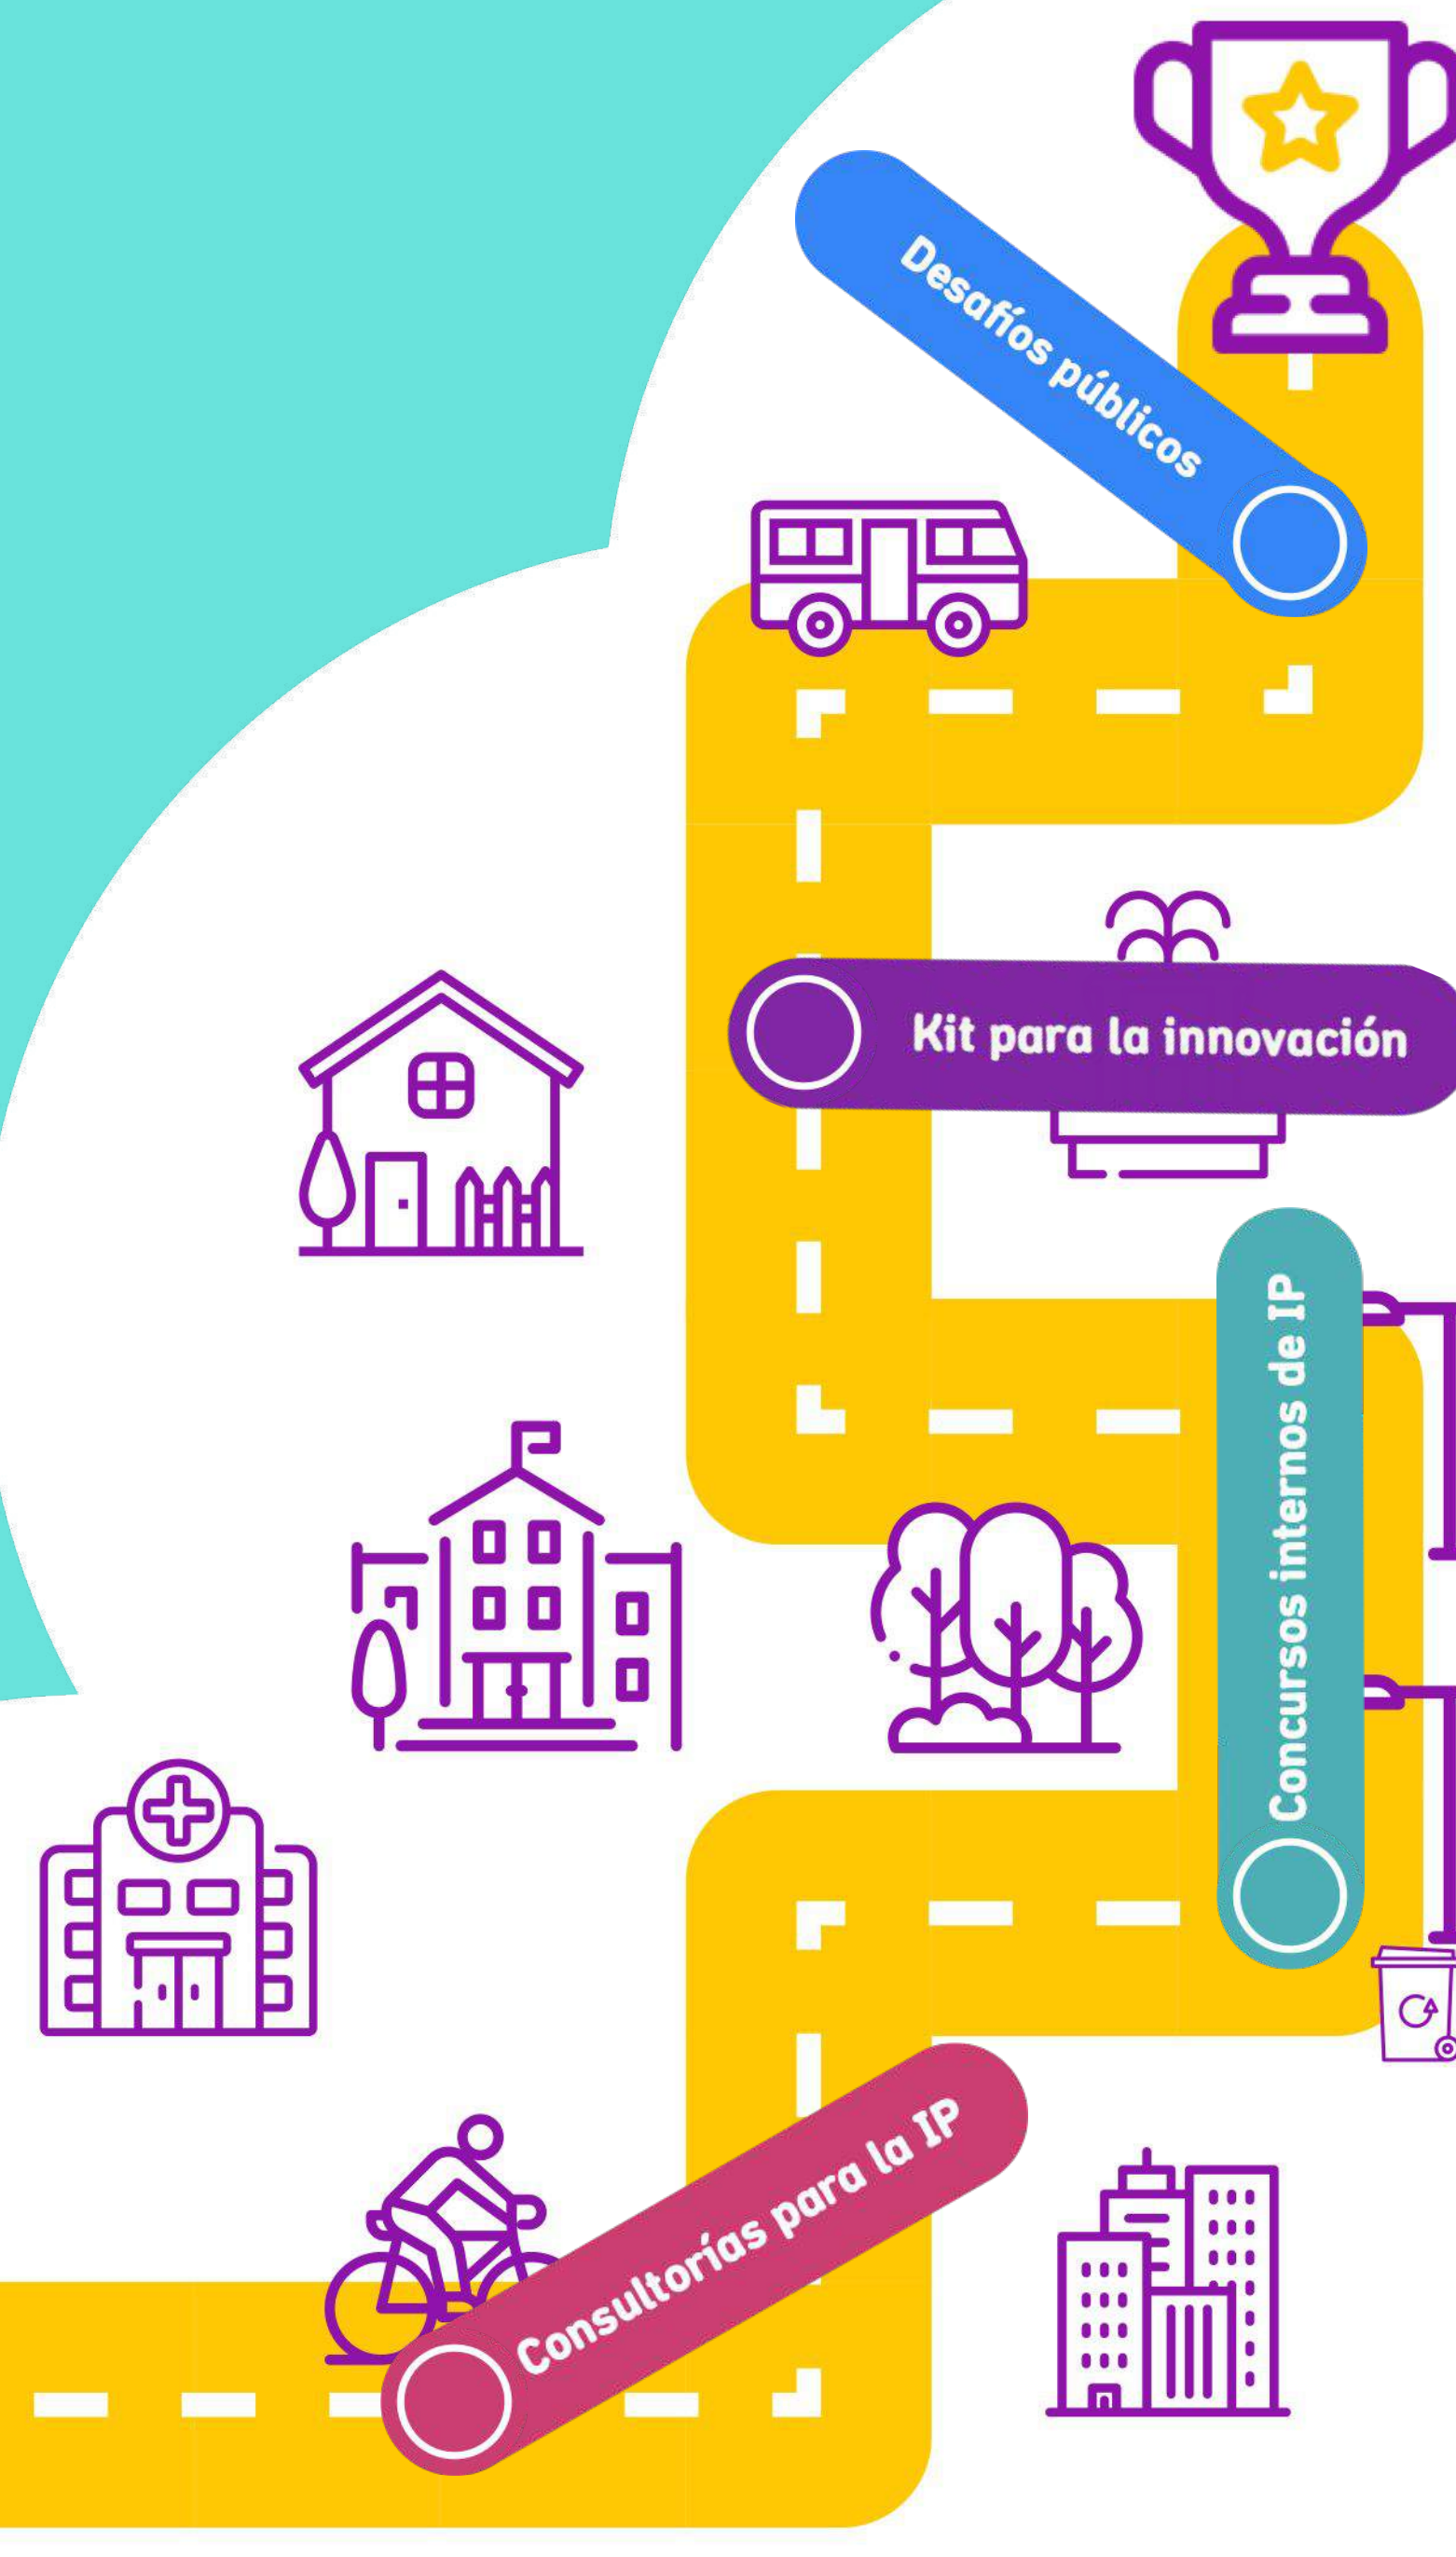 Desafíos públicos
Kit para la innovación
Concursos internos de IP
Consultorías para la IP